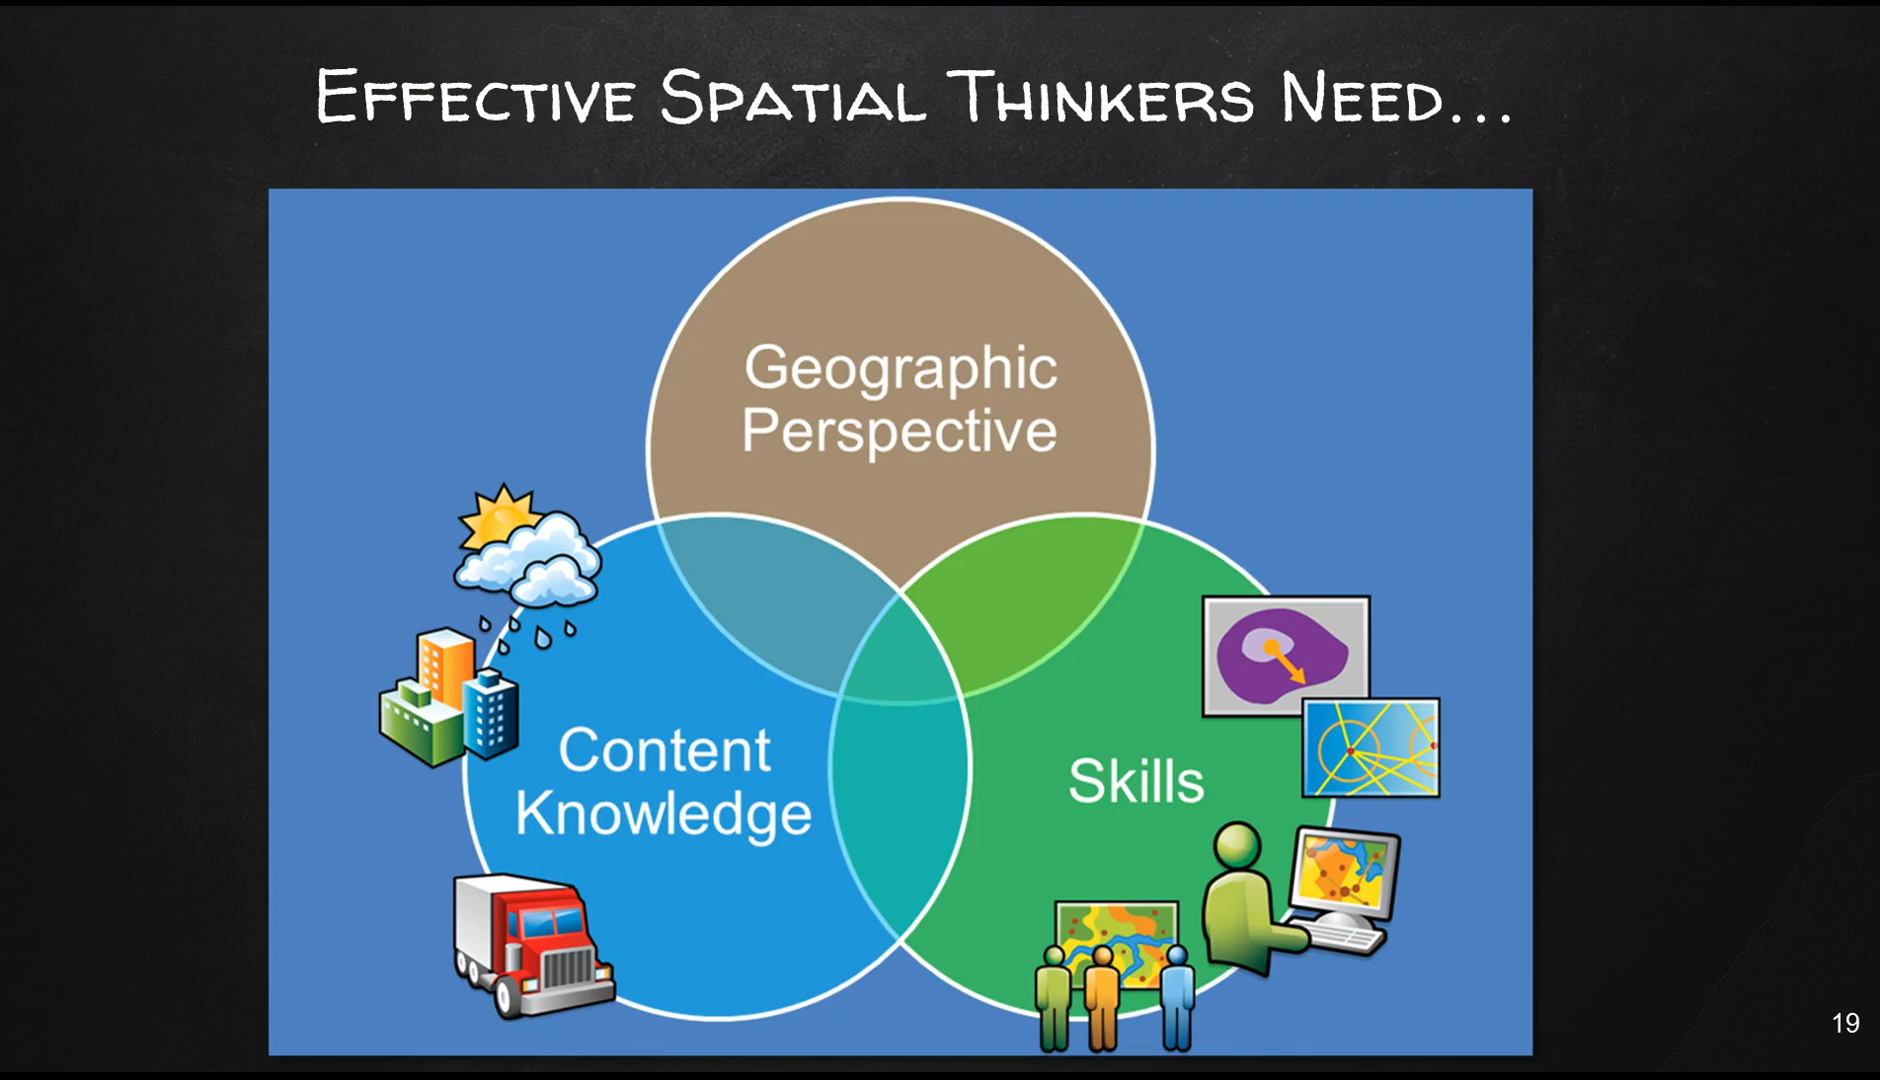 Effective Spatial Thinkers Need...
Geographic
Perspective
Content
Knowledge
Skills
19